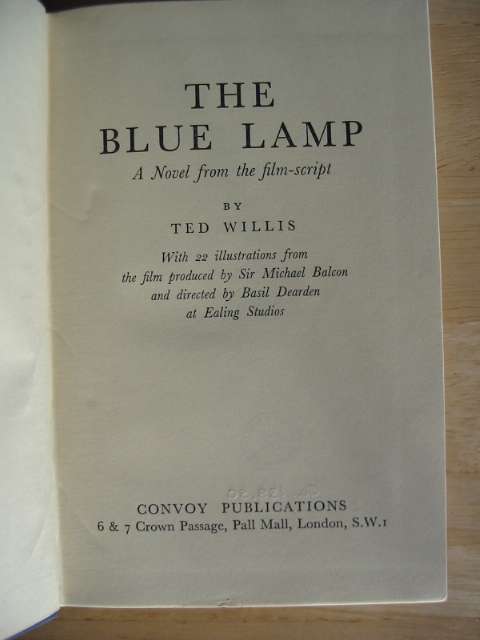 THE
BLUE LAMP
A Novel from the film-script
BY
TED WILLIS
With 22 illustrations from
the film produced by Sir Michael Balcon
and directed by Basil Dearden
at Ealing Studios
CONVOY PUBLICATIONS
6 & 7 Crown Passage, Pall Mall, London, S.W.1